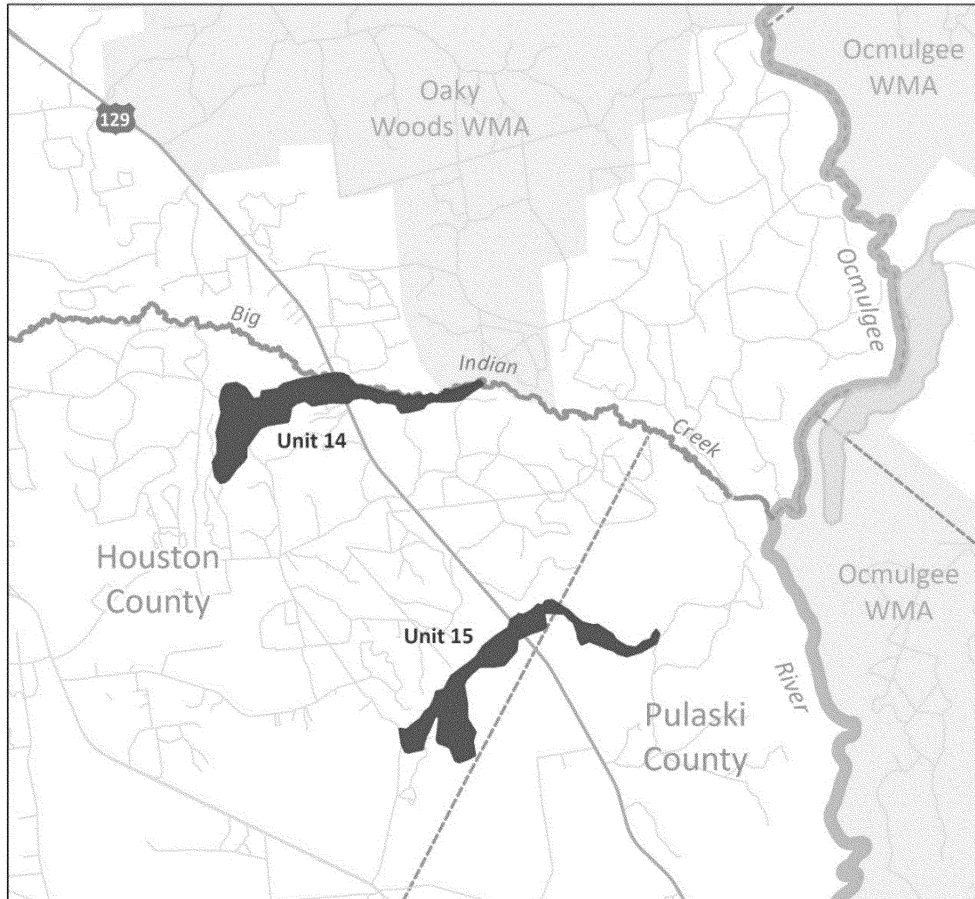 Ocmulgee
WMA
Oaky
Woods WMA
129
Ocmulgee
Big
Indian
Creek
Unit 14
Houston
County
Ocmulgee
WMA
Unit 15
River
Pulaski
County